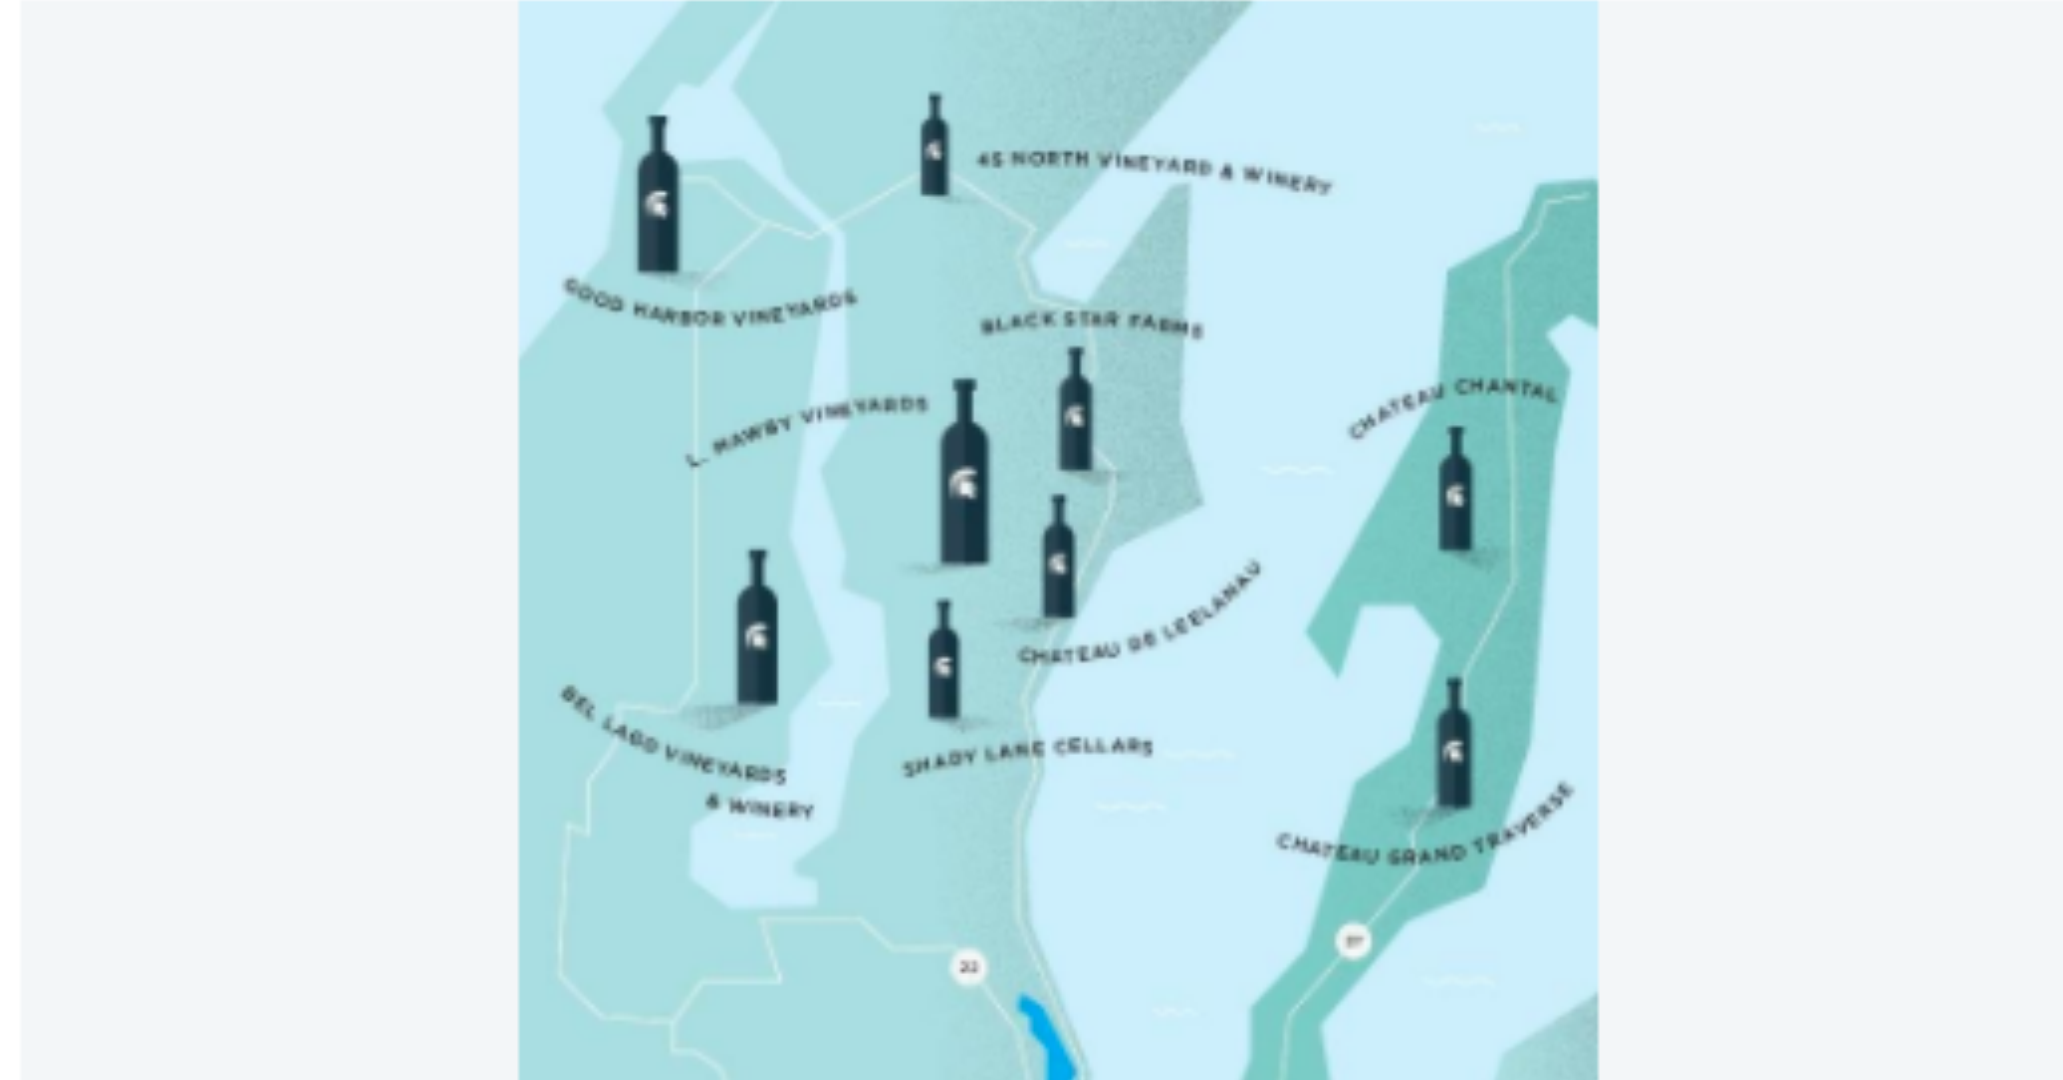 45 NORTH VINEYARD & WINERY
GOOD HARBOR VINEYARDS
BLACK STAR FARMS
CHATEAU CHANTAL
L. MAWBY VINEYARDS
CHATEAU DE LEELANAU
BEL LAGO VINEYARDS
& WINERY
SHADY LANE CELLARS
CHATEAU GRAND TRAVERSE
37
22